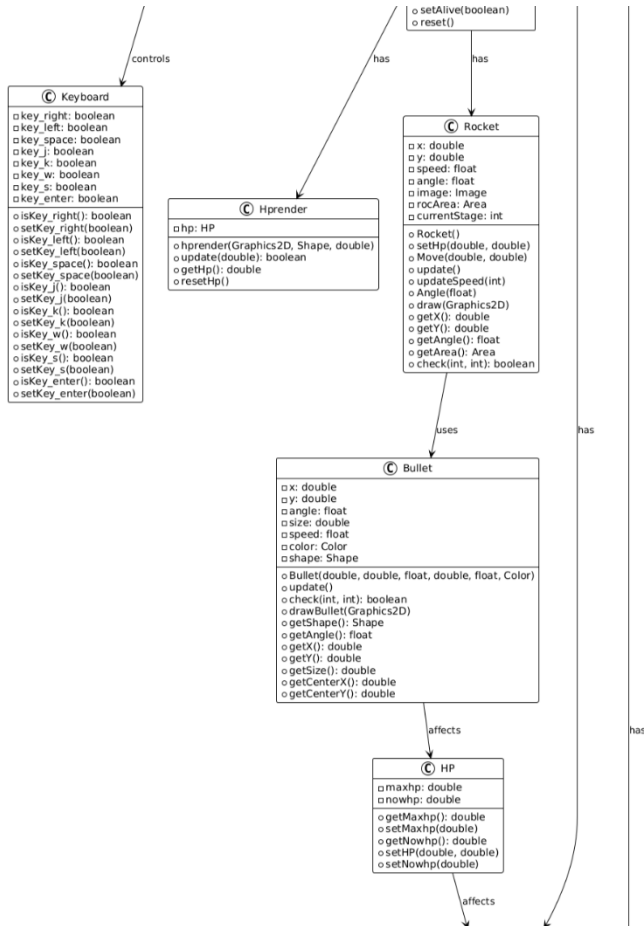 setAlive(boolean)
reset()
controls
has
has
C Keyboard
key_right: boolean
key_left: boolean
key_space: boolean
key_j: boolean
key_k: boolean
key_w: boolean
key_s: boolean
key_enter: boolean
isKey_right(): boolean
setKey_right(boolean)
isKey_left(): boolean
setKey_left(boolean)
isKey_space(): boolean
setKey_space(boolean)
isKey_j(): boolean
setKey_j(boolean)
isKey_k(): boolean
setKey_k(boolean)
isKey_w(): boolean
setKey_w(boolean)
isKey_s(): boolean
setKey_s(boolean)
isKey_enter(): boolean
setKey_enter(boolean)
C Hprender
hp: HP
hprender(Graphics2D, Shape, double)
update(double): boolean
getHp(): double
resetHp()
C Rocket
x: double
y: double
speed: float
angle: float
image: Image
rocArea: Area
currentStage: int
Rocket()
setHp(double, double)
Move(double, double)
update()
updateSpeed(int)
Angle(float)
draw(Graphics2D)
getX(): double
getY(): double
getAngle(): float
getArea(): Area
check(int, int): boolean
uses
has
C Bullet
x: double
y: double
angle: float
size: double
speed: float
color: Color
shape: Shape
Bullet(double, double, float, double, float, Color)
update()
check(int, int): boolean
drawBullet(Graphics2D)
getShape(): Shape
getAngle(): float
getX(): double
getY(): double
getSize(): double
getCenterX(): double
getCenterY(): double
affects
has
C HP
maxhp: double
nowhp: double
getMaxhp(): double
setMaxhp(double)
getNowhp(): double
setHP(double, double)
setNowhp(double)
affects